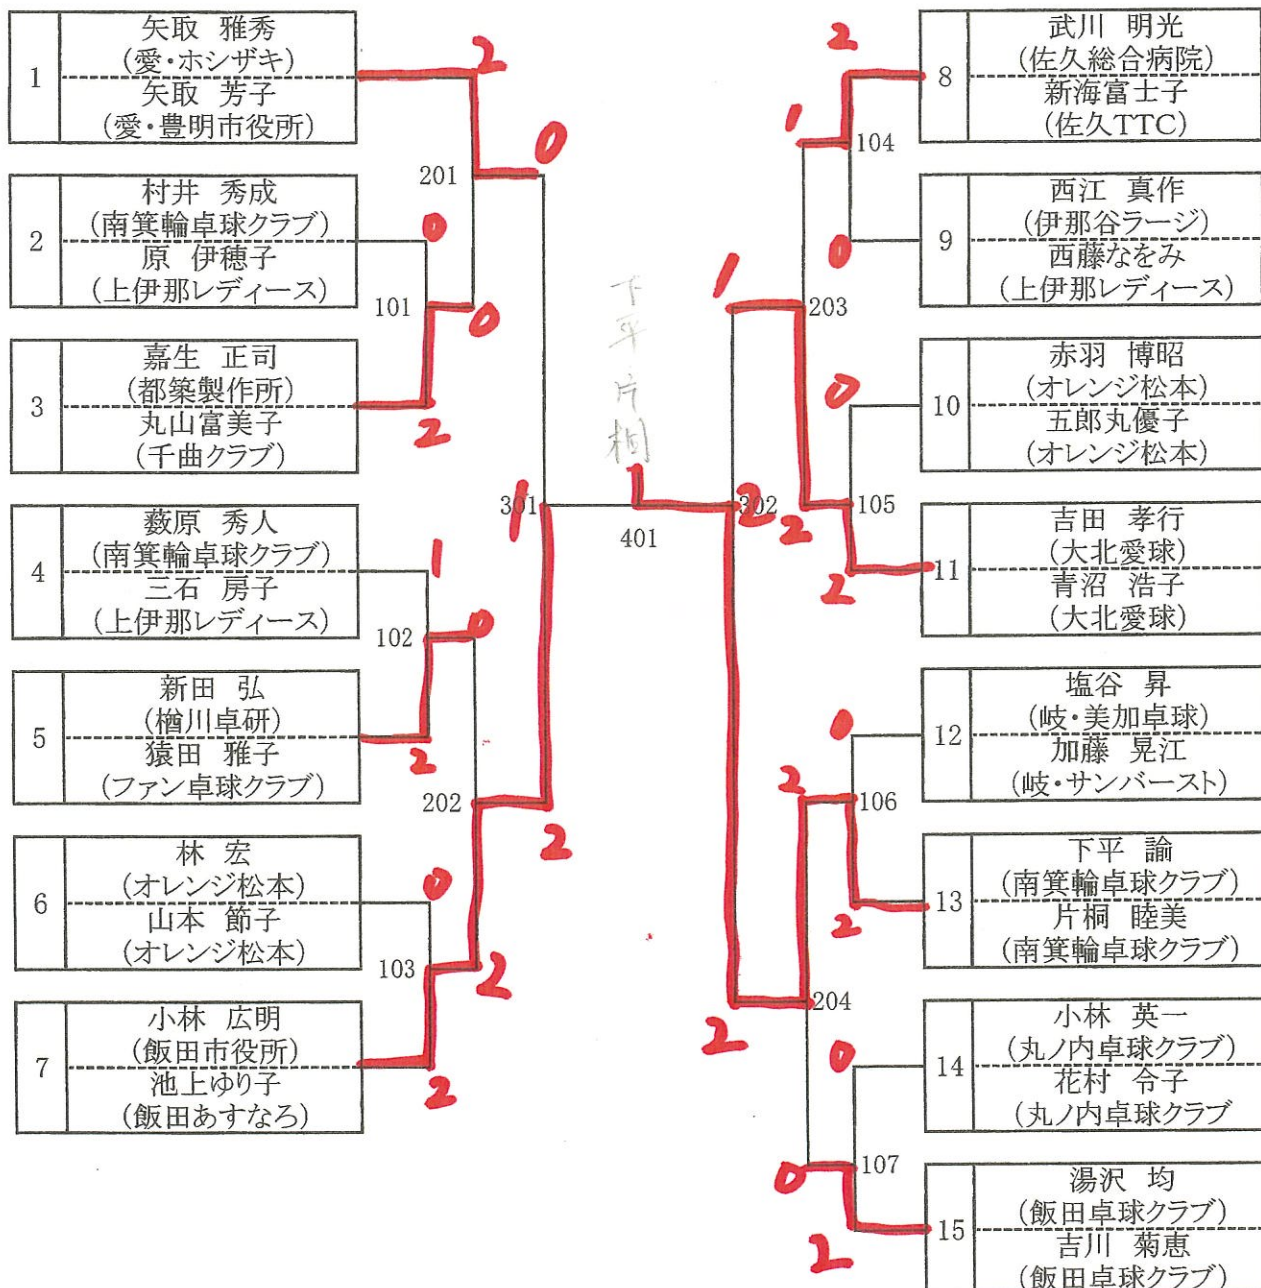 1
矢取 雅秀
(愛・ホシザキ)
矢取 芳子
(愛・豊明市役所)
2
村井 秀成
(南箕輪卓球クラブ)
原 伊穂子
(上伊那レディース)
3
嘉生 正司
(都築製作所)
丸山富美子
(千曲クラブ)
4
薮原 秀人
(南箕輪卓球クラブ)
三石 房子
(上伊那レディース)
5
新田 弘
(楢川卓研)
猿田 雅子
(ファン卓球クラブ)
6
林 宏
(オレンジ松本)
山本 節子
(オレンジ松本)
7
小林 広明
(飯田市役所)
池上ゆり子
(飯田あすなろ)
2
0
201
0
101
0
2
1
102
0
2
202
2
0
103
2
2
301
1
下平 片桐
401
2
302
1
203
2
1
104
0
0
105
2
2
0
106
2
2
2
204
0
107
0
2
8
武川 明光
(佐久総合病院)
新海富士子
(佐久TTC)
9
西江 真作
(伊那谷ラージ)
西藤なをみ
(上伊那レディース)
10
赤羽 博昭
(オレンジ松本)
五郎丸優子
(オレンジ松本)
11
吉田 孝行
(大北愛球)
青沼 浩子
(大北愛球)
12
塩谷 昇
(岐・美加卓球)
加藤 晃江
(岐・サンバースト)
13
下平 諭
(南箕輪卓球クラブ)
片桐 睦美
(南箕輪卓球クラブ)
14
小林 英一
(丸ノ内卓球クラブ)
花村 令子
(丸ノ内卓球クラブ
15
湯沢 均
(飯田卓球クラブ)
吉川 菊恵
(飯田卓球クラブ)